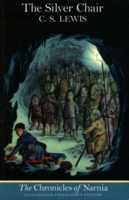 The Silver Chair
C. S. LEWIS
The Chronicles of Narnia